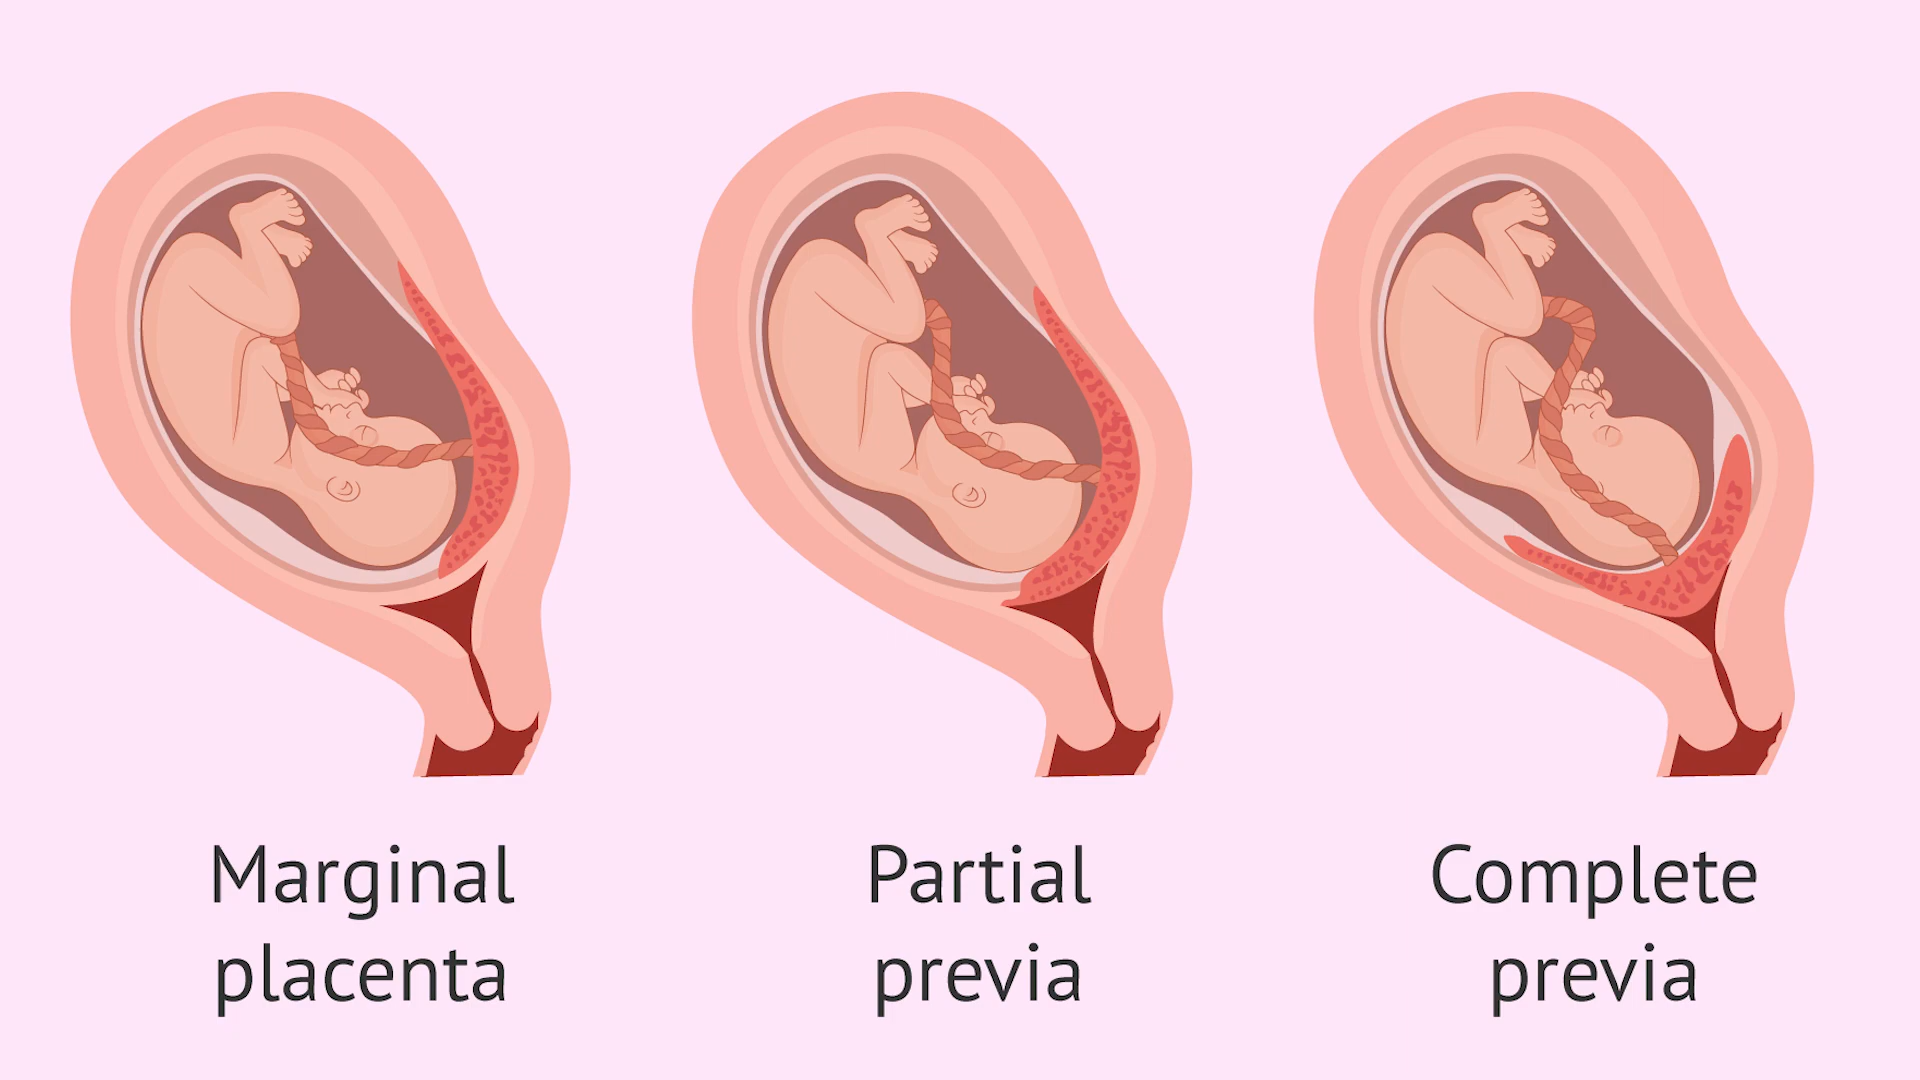 Marginal
placenta
Partial
previa
Complete
previa